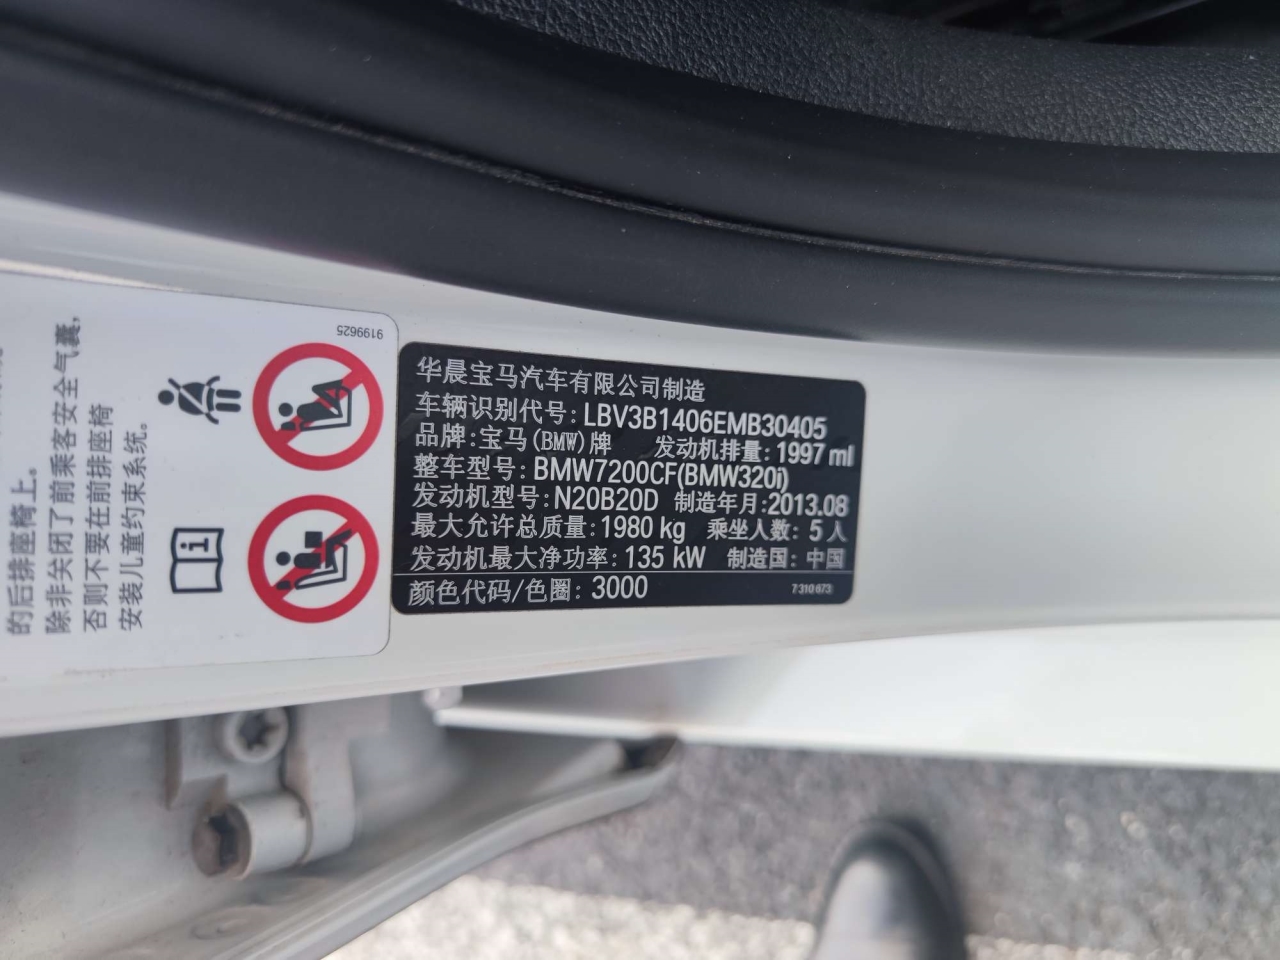 华晨宝马汽车有限公司制造
车辆识别代号: LBV3B1406EMB30405
品牌: 宝马(BMW)牌 发动机排量: 1997 ml
整车型号: BMW7200CF(BMW320i)
发动机型号: N20B20D 制造年月: 2013.08
最大允许总质量: 1980 kg 乘坐人数: 5 人
发动机最大净功率: 135 kW 制造国: 中国
颜色代码/色圈: 3000 7 310 673
9199625
的后排座椅上。
除非关闭了前乘客安全气囊,
否则不要在前排座椅
安装儿童约束系统。